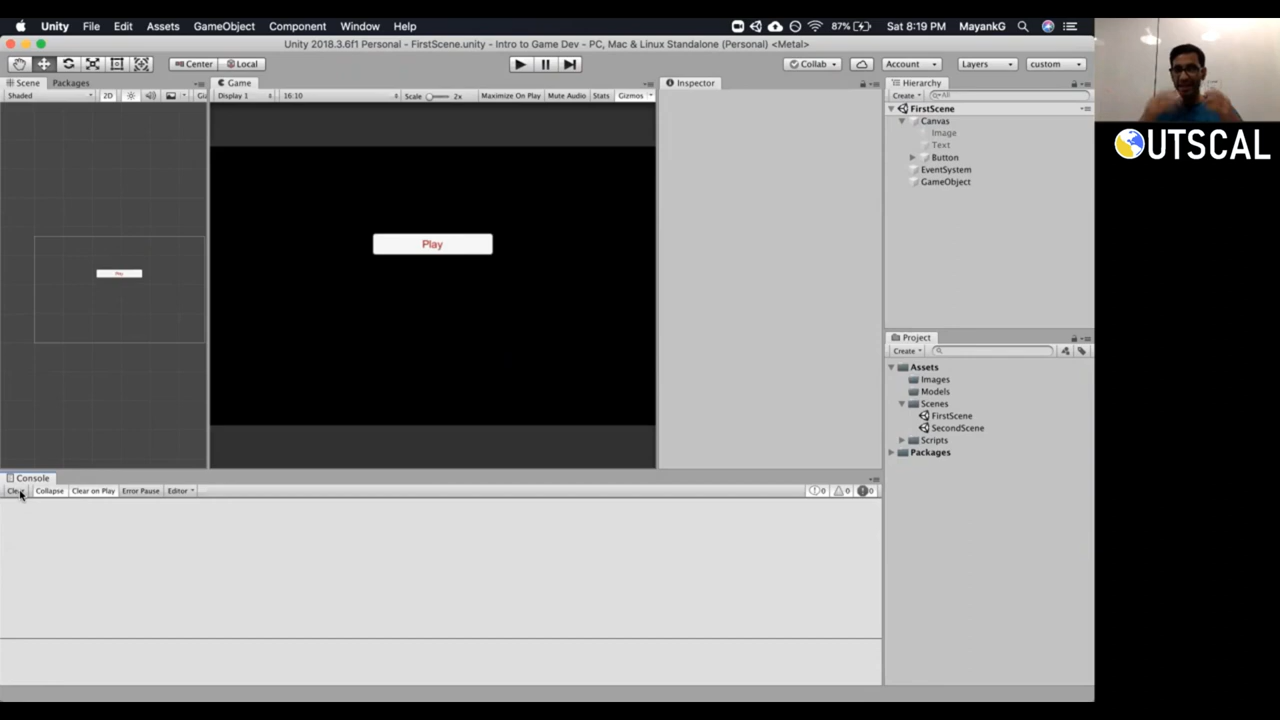 Unity File Edit Assets GameObject Component Window Help 87% Sat 8:19 PM MayankG
Unity 2018.3.6f1 Personal - FirstScene.unity - Intro to Game Dev - PC, Mac & Linux Standalone (Personal) <Metal>
Center Local Collab Account Layers custom
Scene Packages Game Inspector Hierarchy
Shaded 2D Display 1 16:10 Scale 2x Maximize On Play Mute Audio Stats Gizmos Create All
FirstScene
Canvas
Image
Text
Button
EventSystem
GameObject
Play
Play
Project
Create
Assets
Images
Models
Scenes
FirstScene
SecondScene
Scripts
Packages
Console
Collapse Clear on Play Error Pause Editor 0 0 0
OUTSCAL